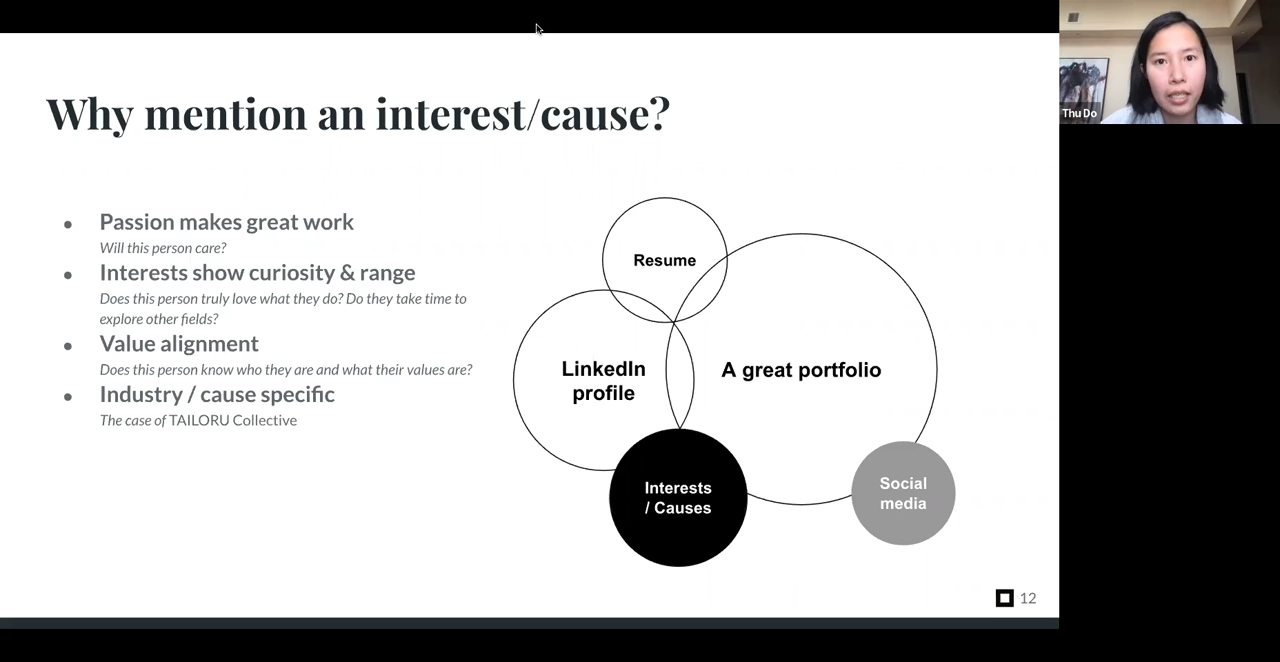 Why mention an interest/cause?
● Passion makes great work
Will this person care?
● Interests show curiosity & range
Does this person truly love what they do? Do they take time to
explore other fields?
● Value alignment
Does this person know who they are and what their values are?
● Industry / cause specific
The case of TAILORU Collective
Resume
LinkedIn
profile
A great portfolio
Interests
/ Causes
Social
media
12
Thu Do